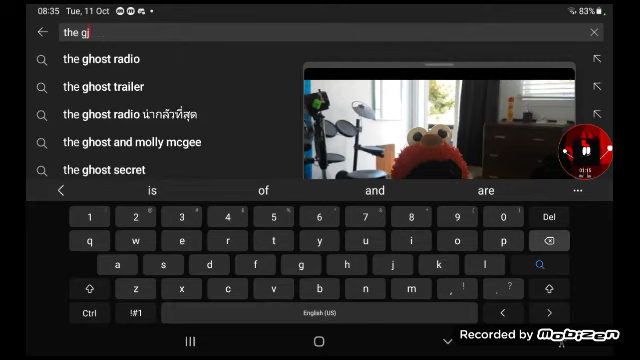 08:35 Tue, 11 Oct 83%
the gj
the ghost radio
the ghost trailer
the ghost radio น่ากลัวที่สุด
the ghost and molly mcgee
the ghost secret
is of and are ...
1 2 3 4 5 6 7 8 9 0 Del
q w e r t y u i o p
a s d f g h j k l
z x c v b n m , ! . ?
Ctrl !#1 English (US) < >
01:15
Recorded by Mobizen